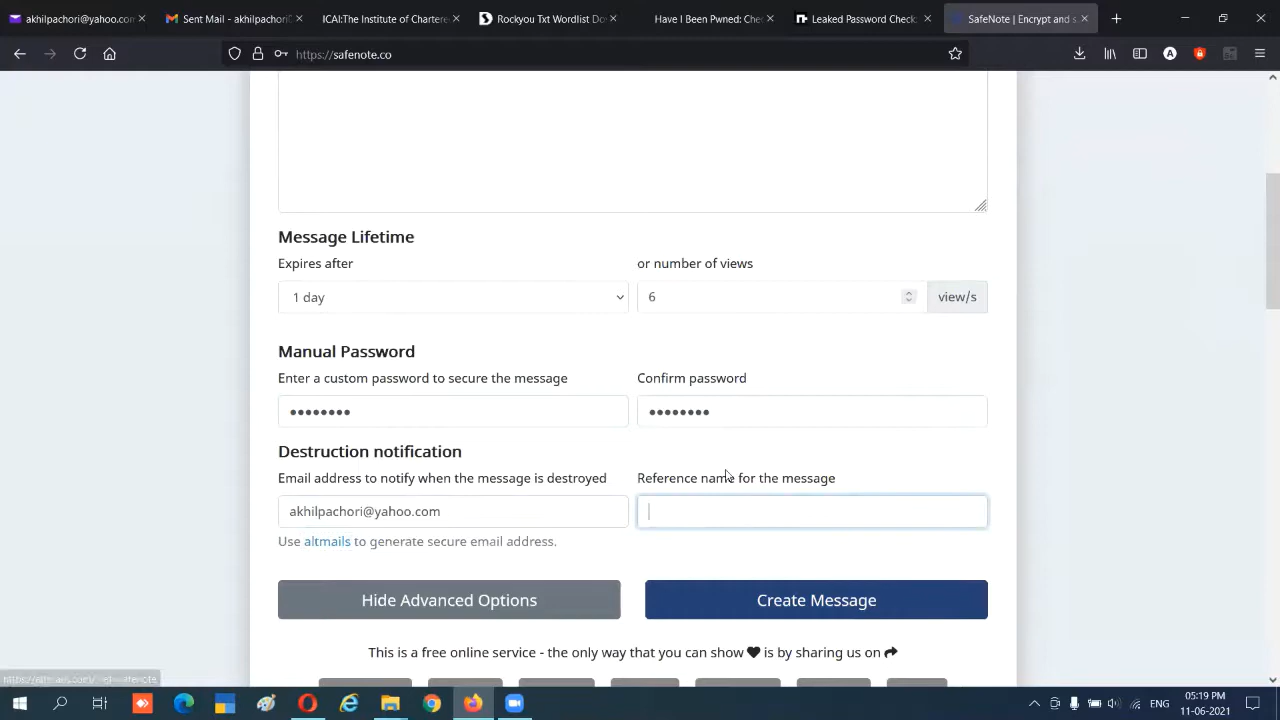 akhilpachori@yahoo.com
Sent Mail - akhilpachori@
ICAI:The Institute of Chartere
Rockyou Txt Wordlist Do
Have I Been Pwned: Che
Leaked Password Check
SafeNote | Encrypt and s
https://safenote.co
A
Message Lifetime
Expires after
or number of views
1 day
6
view/s
Manual Password
Enter a custom password to secure the message
Confirm password
••••••••
••••••••
Destruction notification
Email address to notify when the message is destroyed
Reference name for the message
akhilpachori@yahoo.com
Use altmails to generate secure email address.
Hide Advanced Options
Create Message
This is a free online service - the only way that you can show ♥ is by sharing us on
05:19 PM
11-06-2021